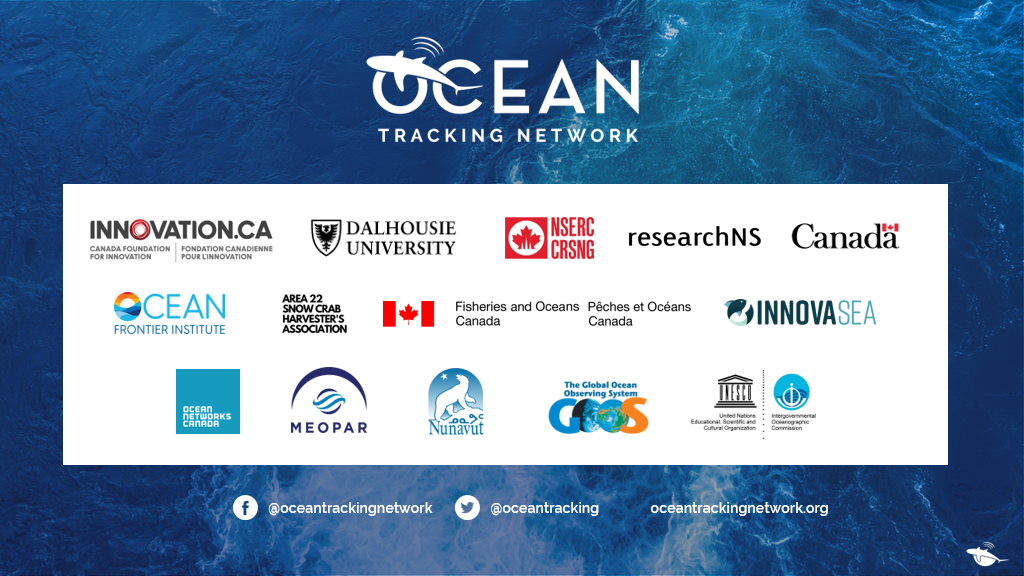 OCEAN
TRACKING NETWORK
INNOVATION.CA
CANADA FOUNDATION
FOR INNOVATION
FONDATION CANADIENNE
POUR L'INNOVATION
DALHOUSIE
UNIVERSITY
NSERC
CRSNG
researchNS
Canada
OCEAN
FRONTIER INSTITUTE
AREA 22
SNOW CRAB
HARVESTER'S
ASSOCIATION
Fisheries and Oceans
Canada
Pêches et Océans
Canada
INNOVASEA
OCEAN
NETWORKS
CANADA
MEOPAR
ᓄᓇᕗᑦ
Nunavut
The Global Ocean
Observing System
GOOS
UNESCO
United Nations
Educational, Scientific and
Cultural Organization
Intergovernmental
Oceanographic
Commission
@oceantrackingnetwork
@oceantracking
oceantrackingnetwork.org